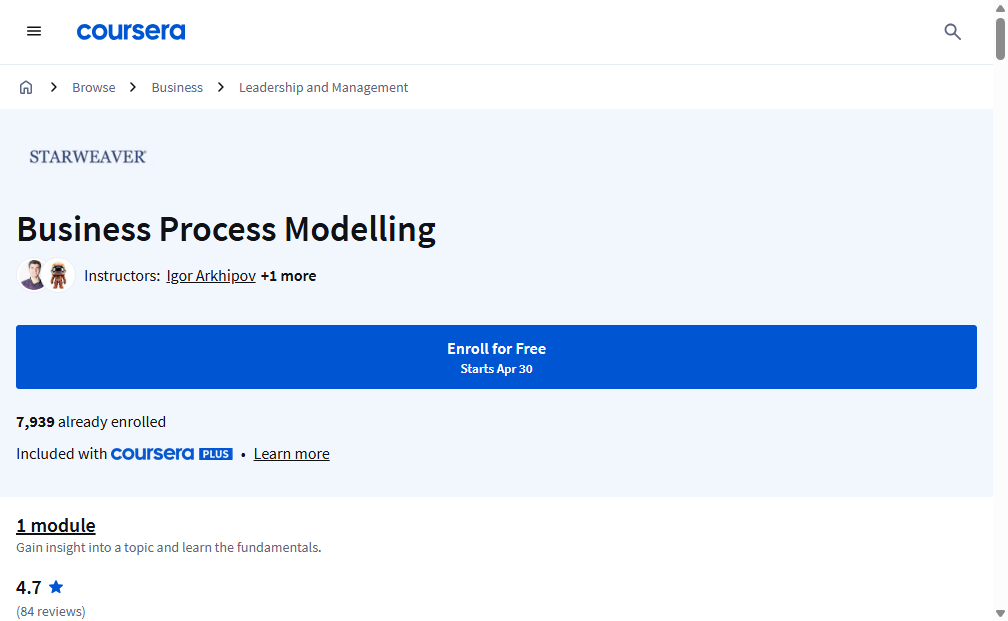 coursera
Browse
Business
Leadership and Management
STARWEAVER
Business Process Modelling
Instructors: Igor Arkhipov +1 more
Enroll for Free
Starts Apr 30
7,939 already enrolled
Included with coursera PLUS • Learn more
1 module
Gain insight into a topic and learn the fundamentals.
4.7
(84 reviews)